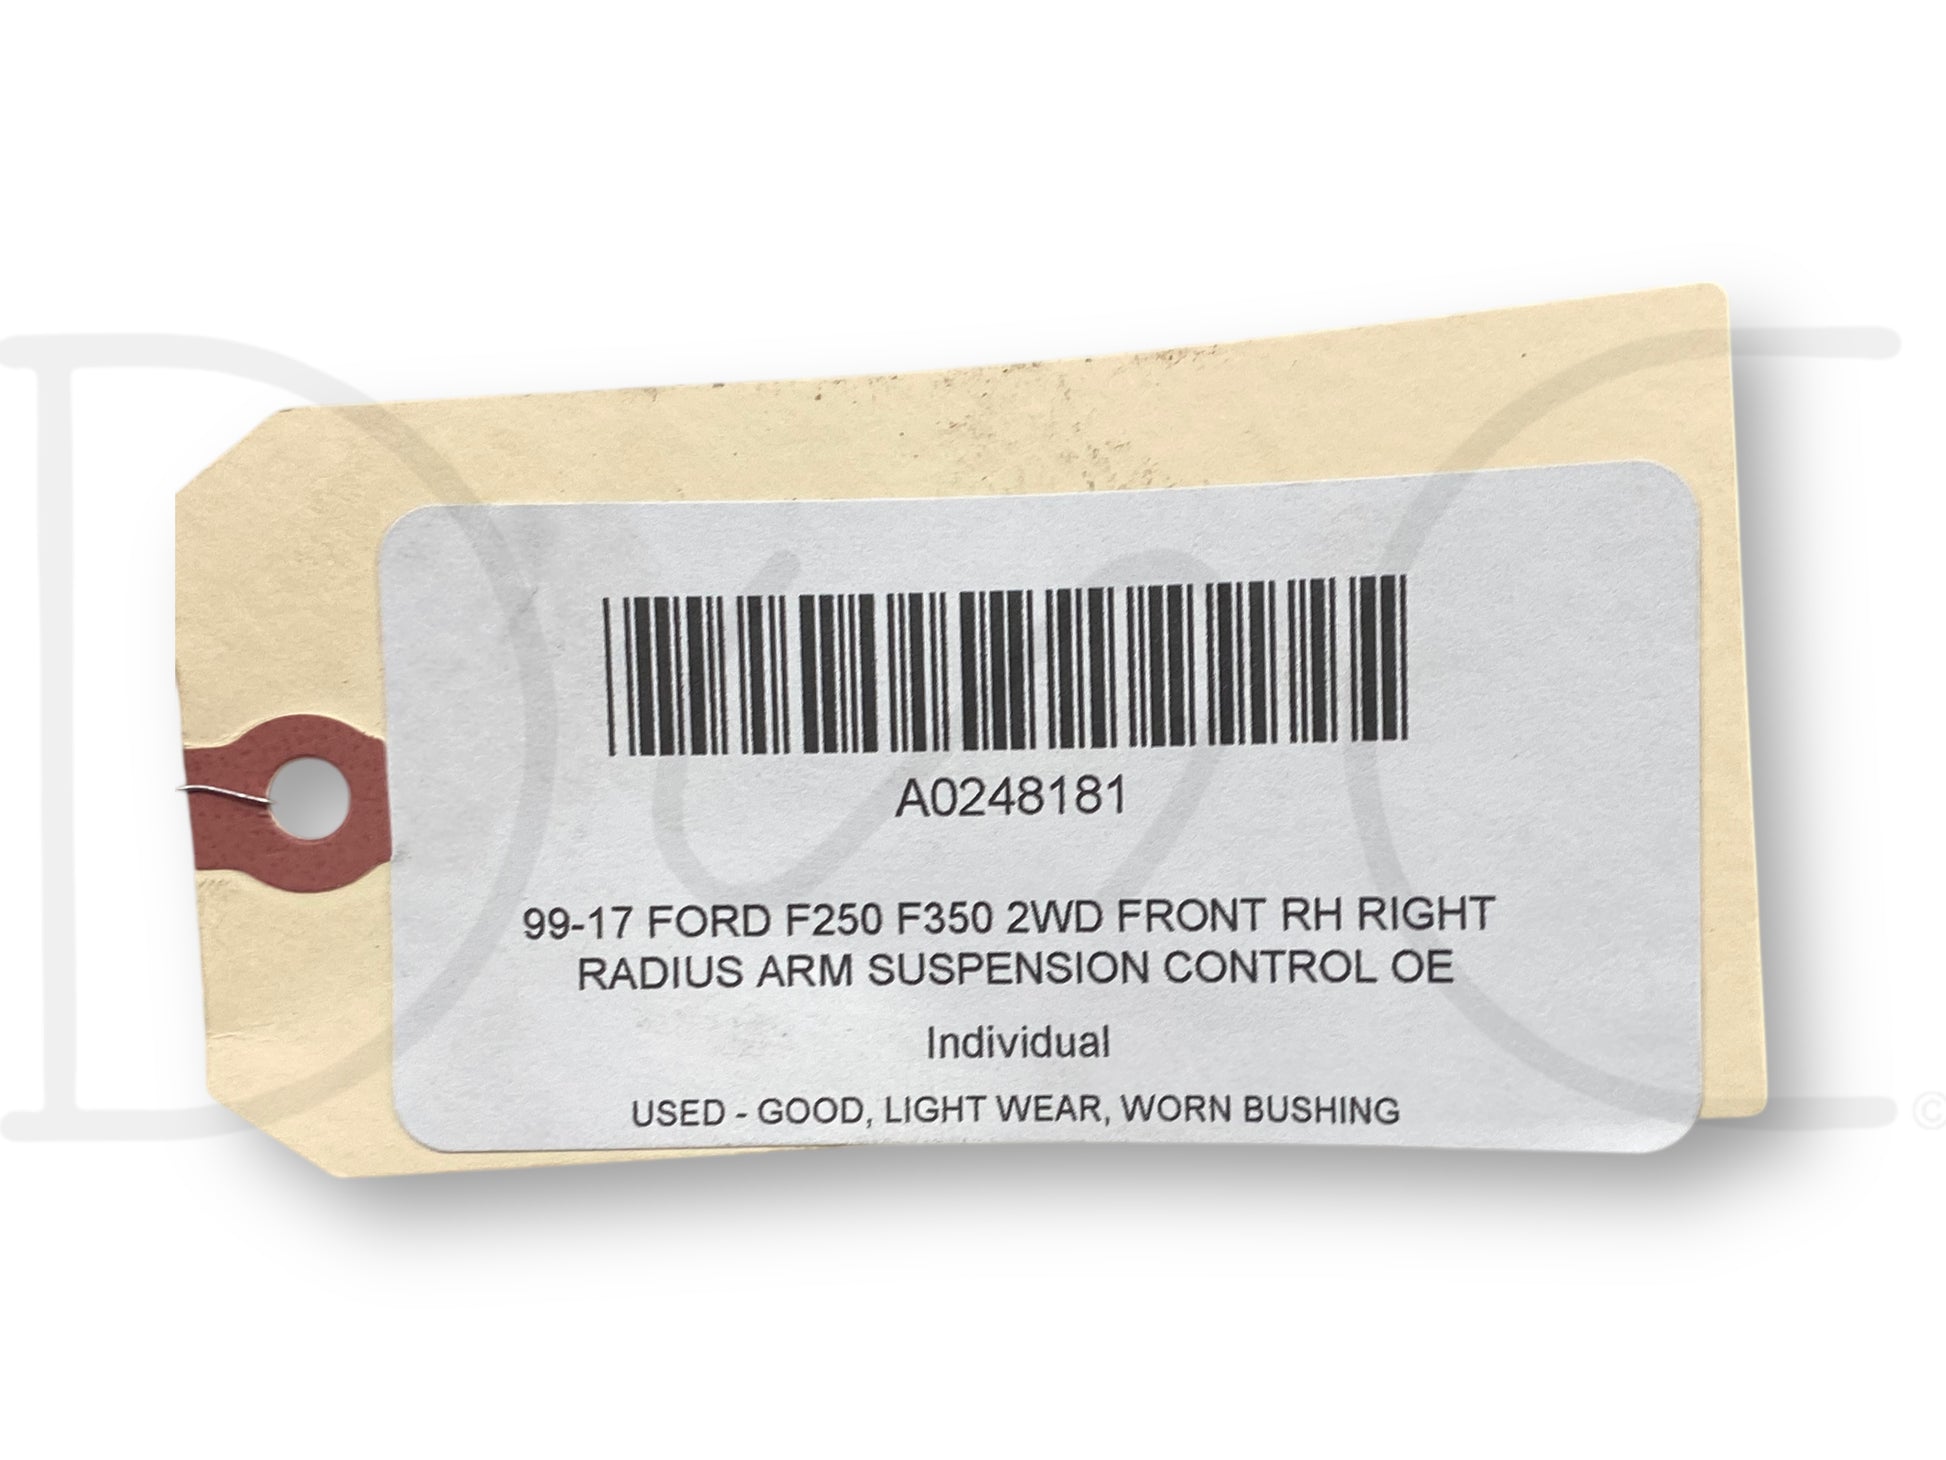 A0248181
99-17 FORD F250 F350 2WD FRONT RH RIGHT
RADIUS ARM SUSPENSION CONTROL OE
Individual
USED - GOOD, LIGHT WEAR, WORN BUSHING
©